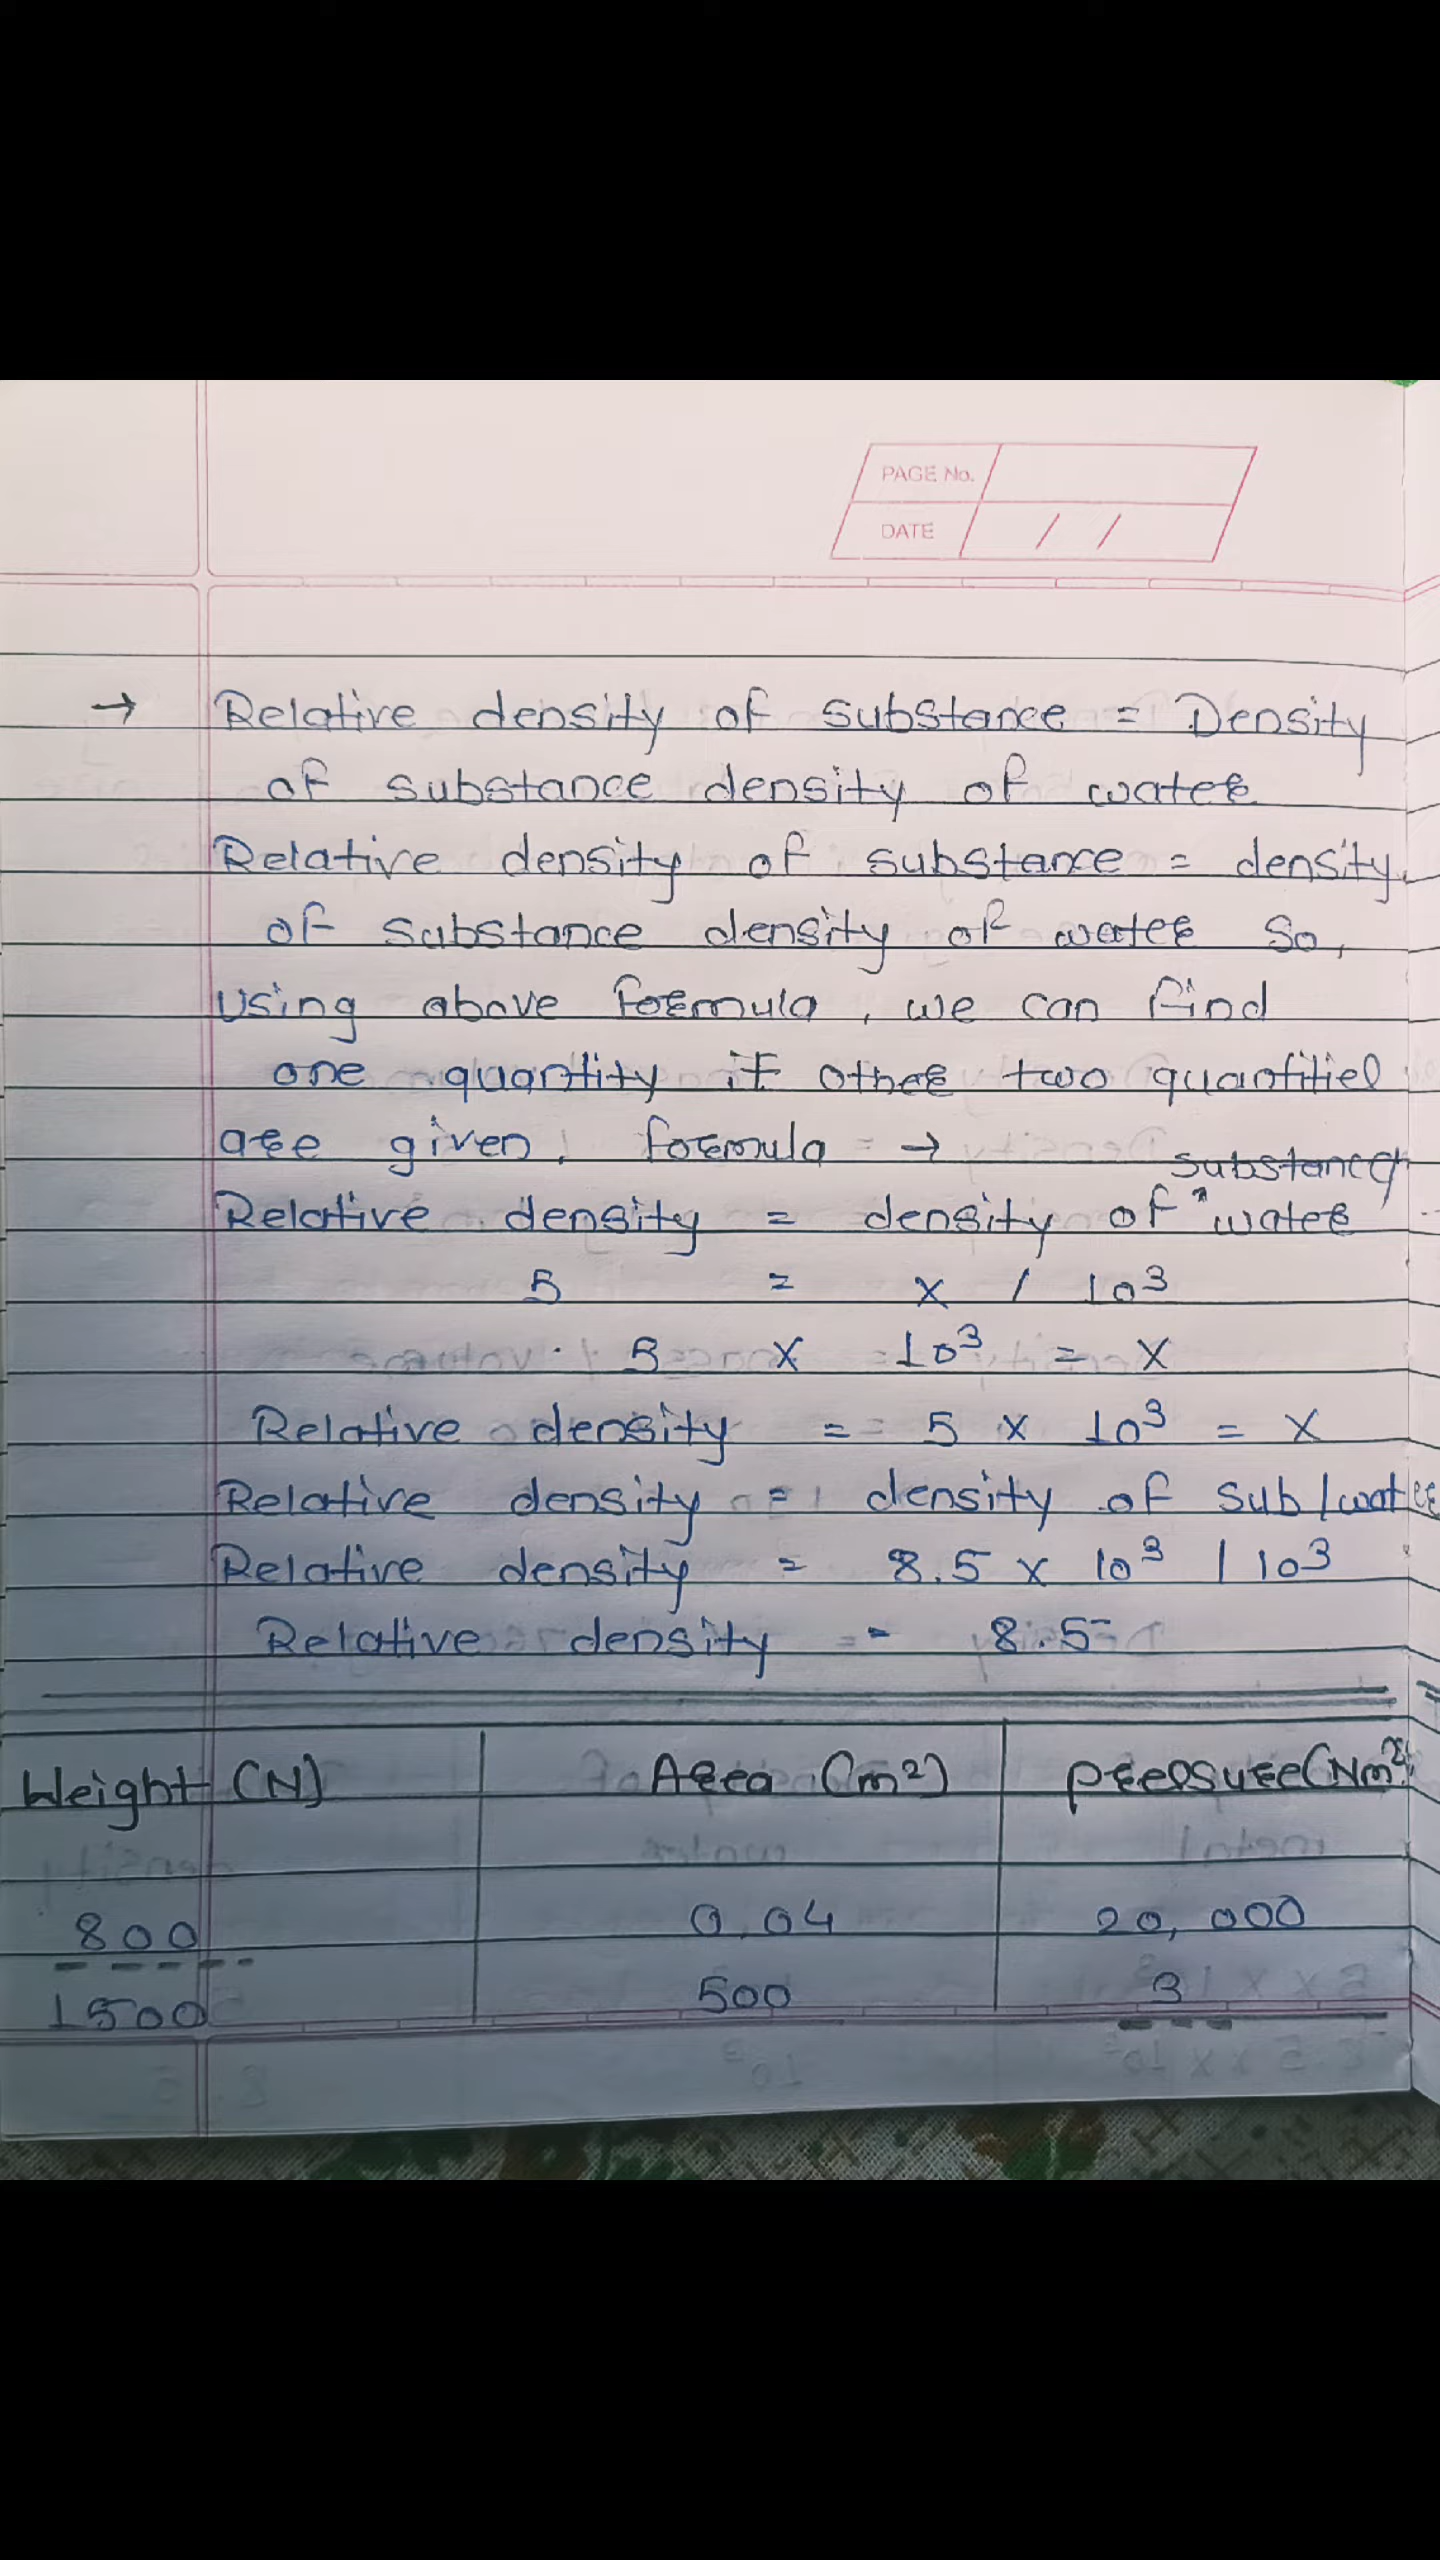 PAGE No.
DATE / /
→ Relative density of substance = Density
of substance density of water
Relative density of substance = density
of substance density of water so,
using above formula, we can find
one quantity if other two quantitiel
are given. formula →
substance/
Relative density = density of water
5 = x / 10³
5 x 10³ = x
Relative density = 5 x 10³ = x
Relative density = density of sub/water
Relative density = 8.5 x 10³ / 10³
Relative density = 8.5
Weight (N) Area (m²) prelsure(Nm²)
800 0.04 20,000
1500 500 3